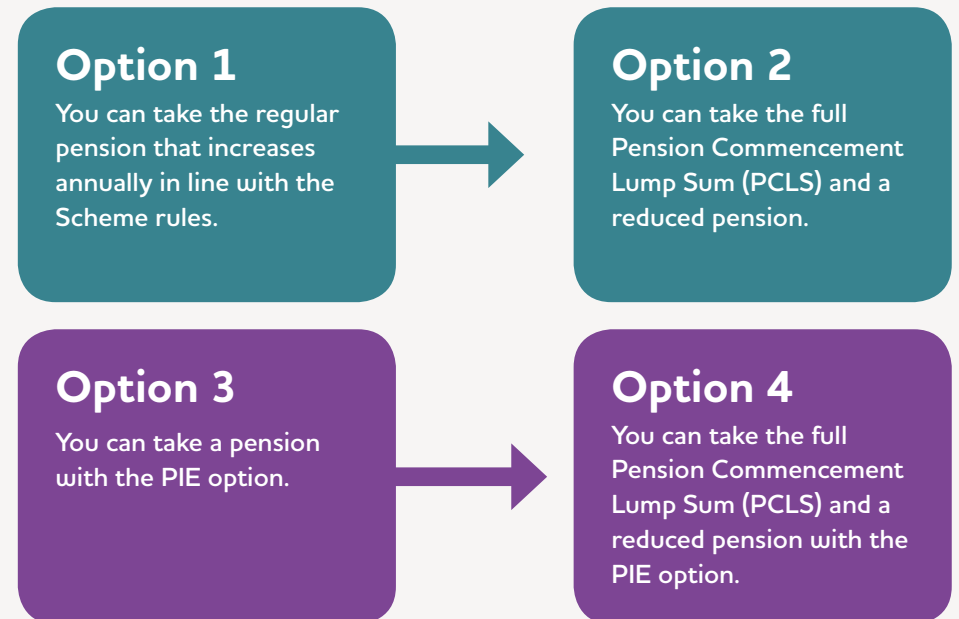 Option 1
You can take the regular
pension that increases
annually in line with the
Scheme rules.
Option 2
You can take the full
Pension Commencement
Lump Sum (PCLS) and a
reduced pension.
Option 3
You can take a pension
with the PIE option.
Option 4
You can take the full
Pension Commencement
Lump Sum (PCLS) and a
reduced pension with the
PIE option.